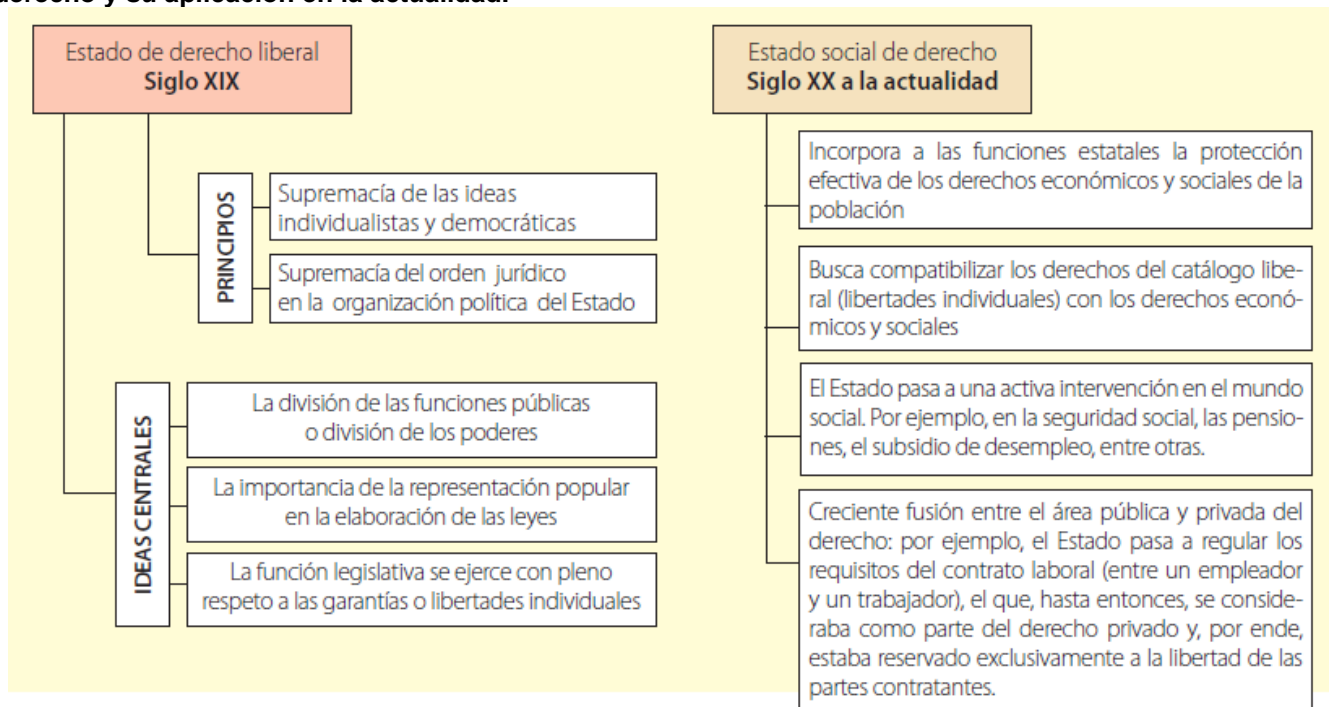 derecho y su aplicación en la actualidad.
Estado de derecho liberal
Siglo XIX
PRINCIPIOS
Supremacía de las ideas
individualistas y democráticas
Supremacía del orden jurídico
en la organización política del Estado
IDEAS CENTRALES
La división de las funciones públicas
o división de los poderes
La importancia de la representación popular
en la elaboración de las leyes
La función legislativa se ejerce con pleno
respeto a las garantías o libertades individuales
Estado social de derecho
Siglo XX a la actualidad
Incorpora a las funciones estatales la protección
efectiva de los derechos económicos y sociales de la
población
Busca compatibilizar los derechos del catálogo libe-
ral (libertades individuales) con los derechos econó-
micos y sociales
El Estado pasa a una activa intervención en el mundo
social. Por ejemplo, en la seguridad social, las pensio-
nes, el subsidio de desempleo, entre otras.
Creciente fusión entre el área pública y privada del
derecho: por ejemplo, el Estado pasa a regular los
requisitos del contrato laboral (entre un empleador
y un trabajador), el que, hasta entonces, se conside-
raba como parte del derecho privado y, por ende,
estaba reservado exclusivamente a la libertad de las
partes contratantes.